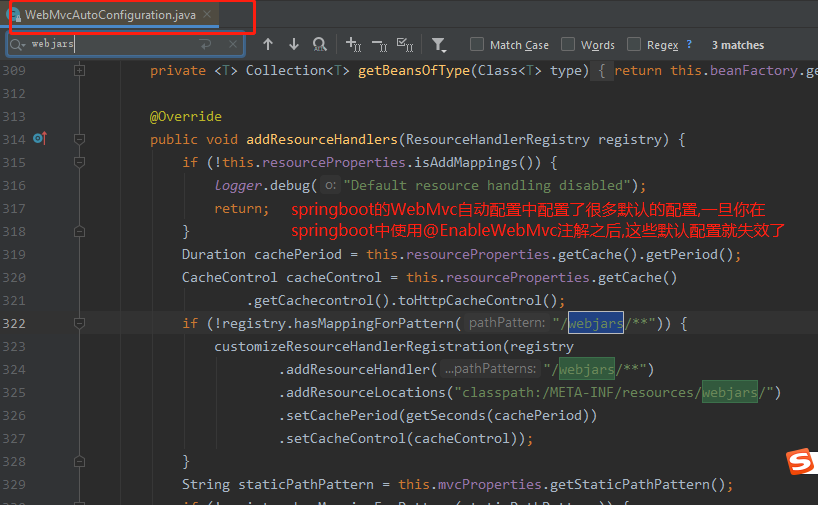 WebMvcAutoConfiguration.java
webjars
Match Case
Words
Regex
?
3 matches
309 private <T> Collection<T> getBeansOfType(Class<T> type) { return this.beanFactory.ge
312
313 @Override
314 public void addResourceHandlers(ResourceHandlerRegistry registry) {
315 if (!this.resourceProperties.isAddMappings()) {
316 logger.debug( o: "Default resource handling disabled");
317 return; springboot的WebMvc自动配置中配置了很多默认的配置,一旦你在
318 } springboot中使用@EnableWebMvc注解之后,这些默认配置就失效了
319 Duration cachePeriod = this.resourceProperties.getCache().getPeriod();
320 CacheControl cacheControl = this.resourceProperties.getCache()
321 .getCachecontrol().toHttpCacheControl();
322 if (!registry.hasMappingForPattern( pathPattern: "/webjars/**")) {
323 customizeResourceHandlerRegistration(registry
324 .addResourceHandler( ...pathPatterns: "/webjars/**")
325 .addResourceLocations("classpath:/META-INF/resources/webjars/")
326 .setCachePeriod(getSeconds(cachePeriod))
327 .setCacheControl(cacheControl));
328 }
329 String staticPathPattern = this.mvcProperties.getStaticPathPattern();